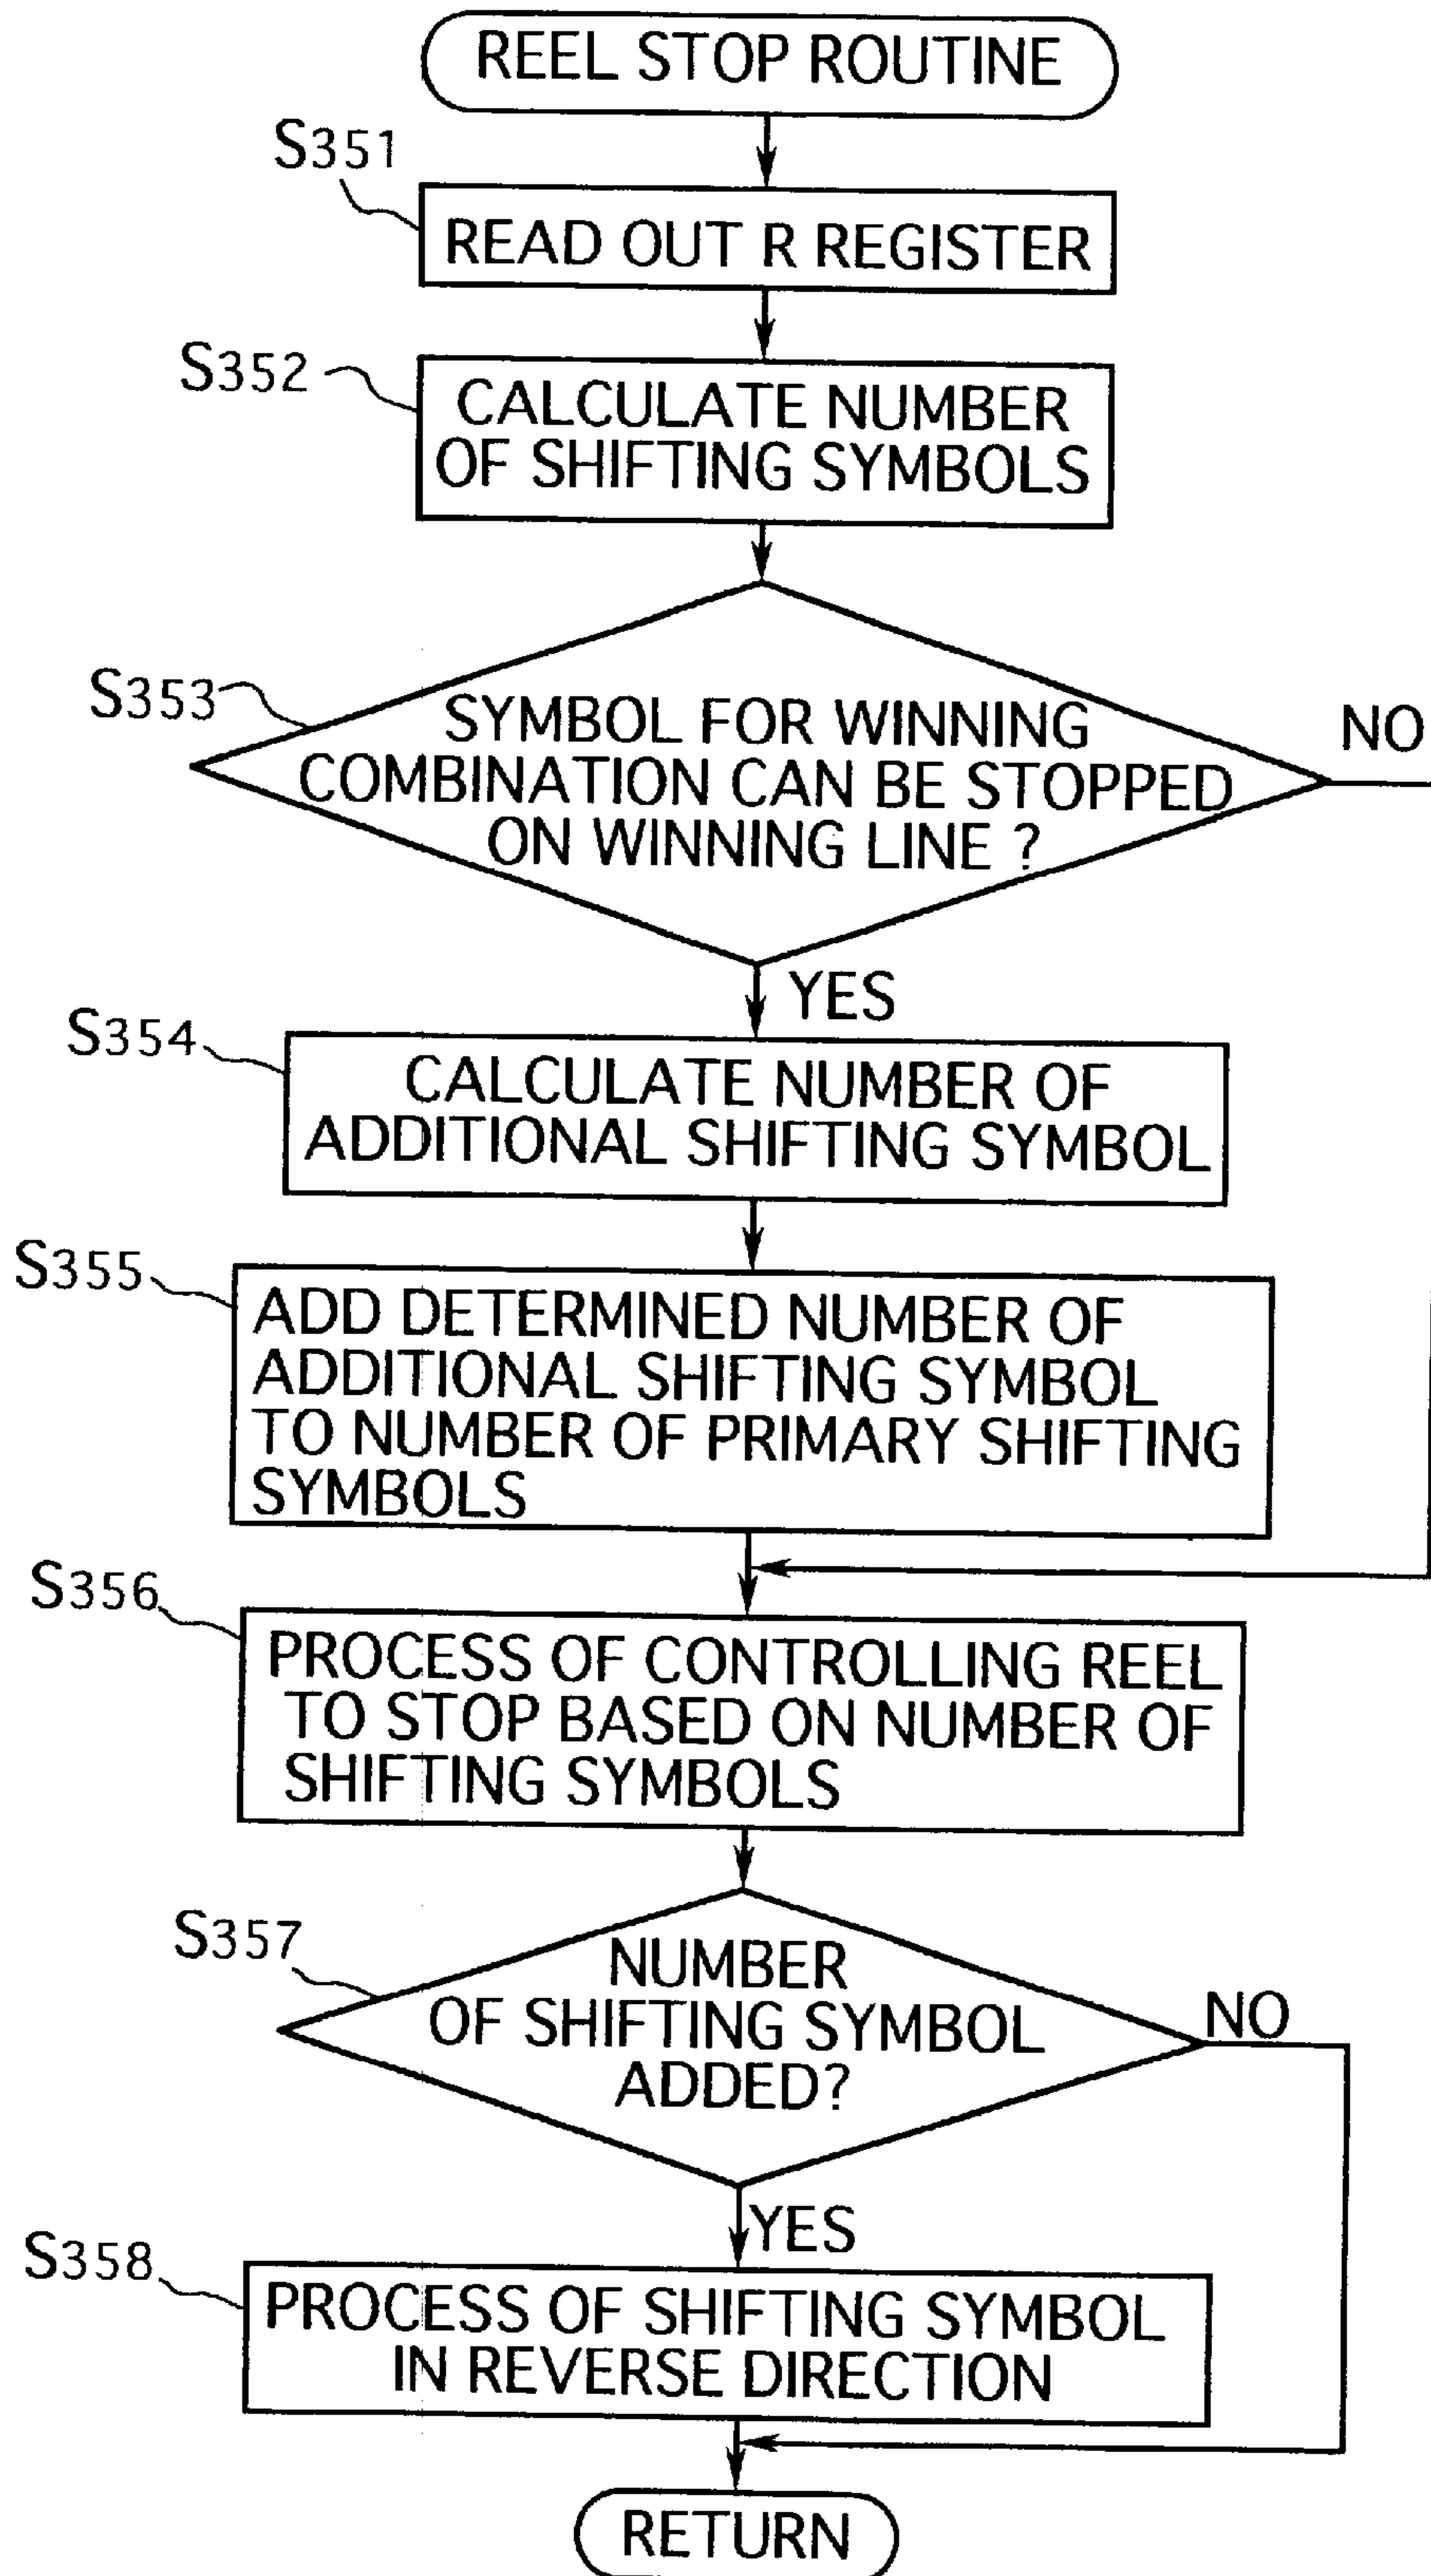 REEL STOP ROUTINE
S351
READ OUT R REGISTER
S352
CALCULATE NUMBER
OF SHIFTING SYMBOLS
S353
SYMBOL FOR WINNING
COMBINATION CAN BE STOPPED
ON WINNING LINE ?
NO
YES
S354
CALCULATE NUMBER OF
ADDITIONAL SHIFTING SYMBOL
S355
ADD DETERMINED NUMBER OF
ADDITIONAL SHIFTING SYMBOL
TO NUMBER OF PRIMARY SHIFTING
SYMBOLS
S356
PROCESS OF CONTROLLING REEL
TO STOP BASED ON NUMBER OF
SHIFTING SYMBOLS
S357
NUMBER
OF SHIFTING SYMBOL
ADDED?
NO
YES
S358
PROCESS OF SHIFTING SYMBOL
IN REVERSE DIRECTION
RETURN